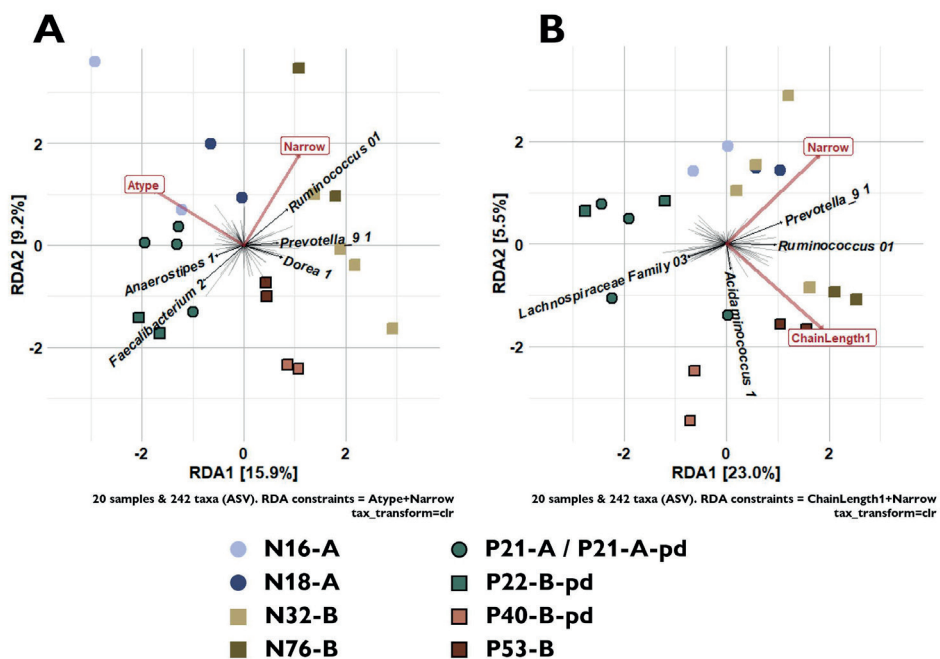 A
RDA2 [9.2%]
2
0
-2
Narrow
Atype
Ruminococcus 01
Prevotella_9 1
Dorea 1
Anaerostipes 1
Faecalibacterium 2
-2
0
2
RDA1 [15.9%]
20 samples & 242 taxa (ASV). RDA constraints = Atype+Narrow
tax_transform=clr
B
RDA2 [5.5%]
2
0
-2
Narrow
Prevotella_9 1
Ruminococcus 01
Lachnospiraceae Family 03
Acidaminococcus 1
ChainLength1
-2
0
2
RDA1 [23.0%]
20 samples & 242 taxa (ASV). RDA constraints = ChainLength1+Narrow
tax_transform=clr
N16-A
N18-A
N32-B
N76-B
P21-A / P21-A-pd
P22-B-pd
P40-B-pd
P53-B